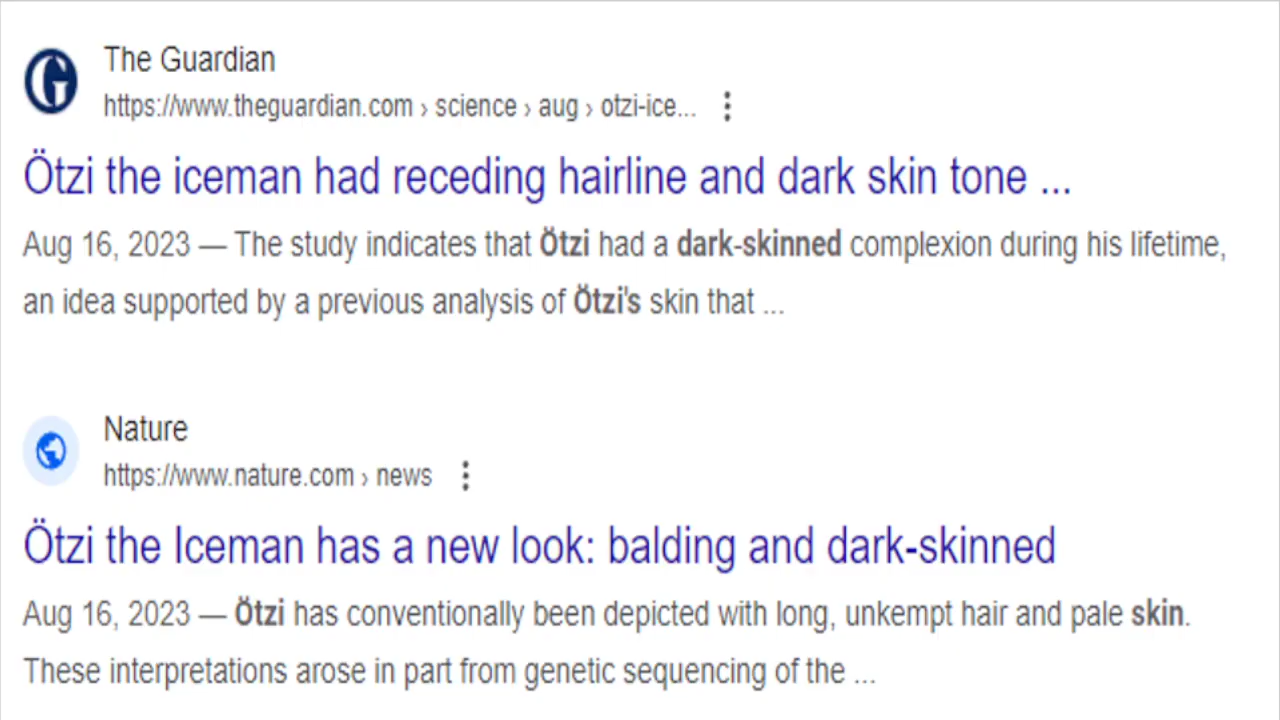 The Guardian
https://www.theguardian.com › science › aug › otzi-ice...
Ötzi the iceman had receding hairline and dark skin tone ...
Aug 16, 2023 — The study indicates that Ötzi had a dark-skinned complexion during his lifetime,
an idea supported by a previous analysis of Ötzi's skin that ...
Nature
https://www.nature.com › news
Ötzi the Iceman has a new look: balding and dark-skinned
Aug 16, 2023 — Ötzi has conventionally been depicted with long, unkempt hair and pale skin.
These interpretations arose in part from genetic sequencing of the ...